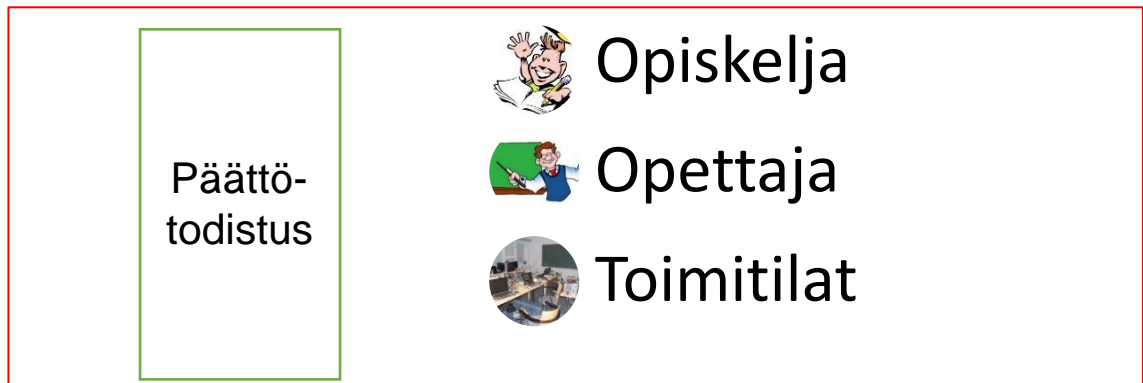 Päättö-
todistus
Opiskelja
Opettaja
Toimitilat